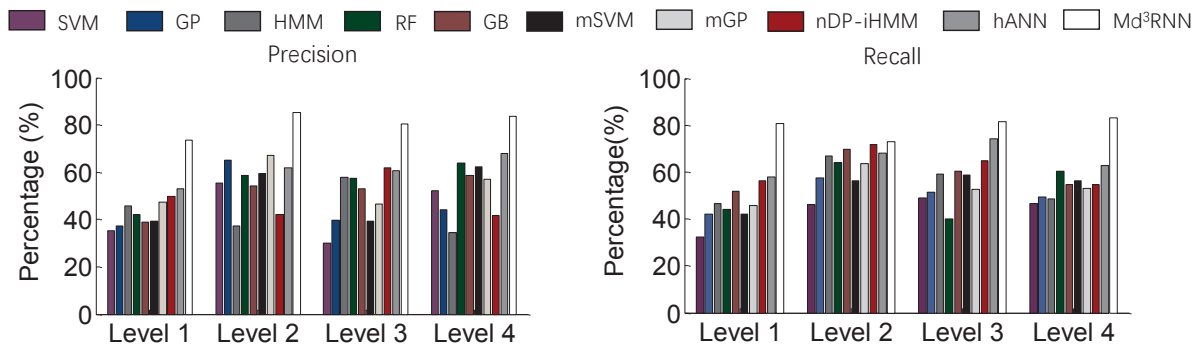 SVM GP HMM RF GB mSVM mGP nDP-iHMM hANN Md³RNN
Precision
Percentage (%)
100
80
60
40
20
0
Level 1 Level 2 Level 3 Level 4
Recall
Percentage(%)
100
80
60
40
20
0
Level 1 Level 2 Level 3 Level 4